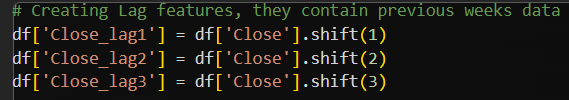 # Creating Lag features, they contain previous weeks data
df['Close_lag1'] = df['Close'].shift(1)
df['Close_lag2'] = df['Close'].shift(2)
df['Close_lag3'] = df['Close'].shift(3)